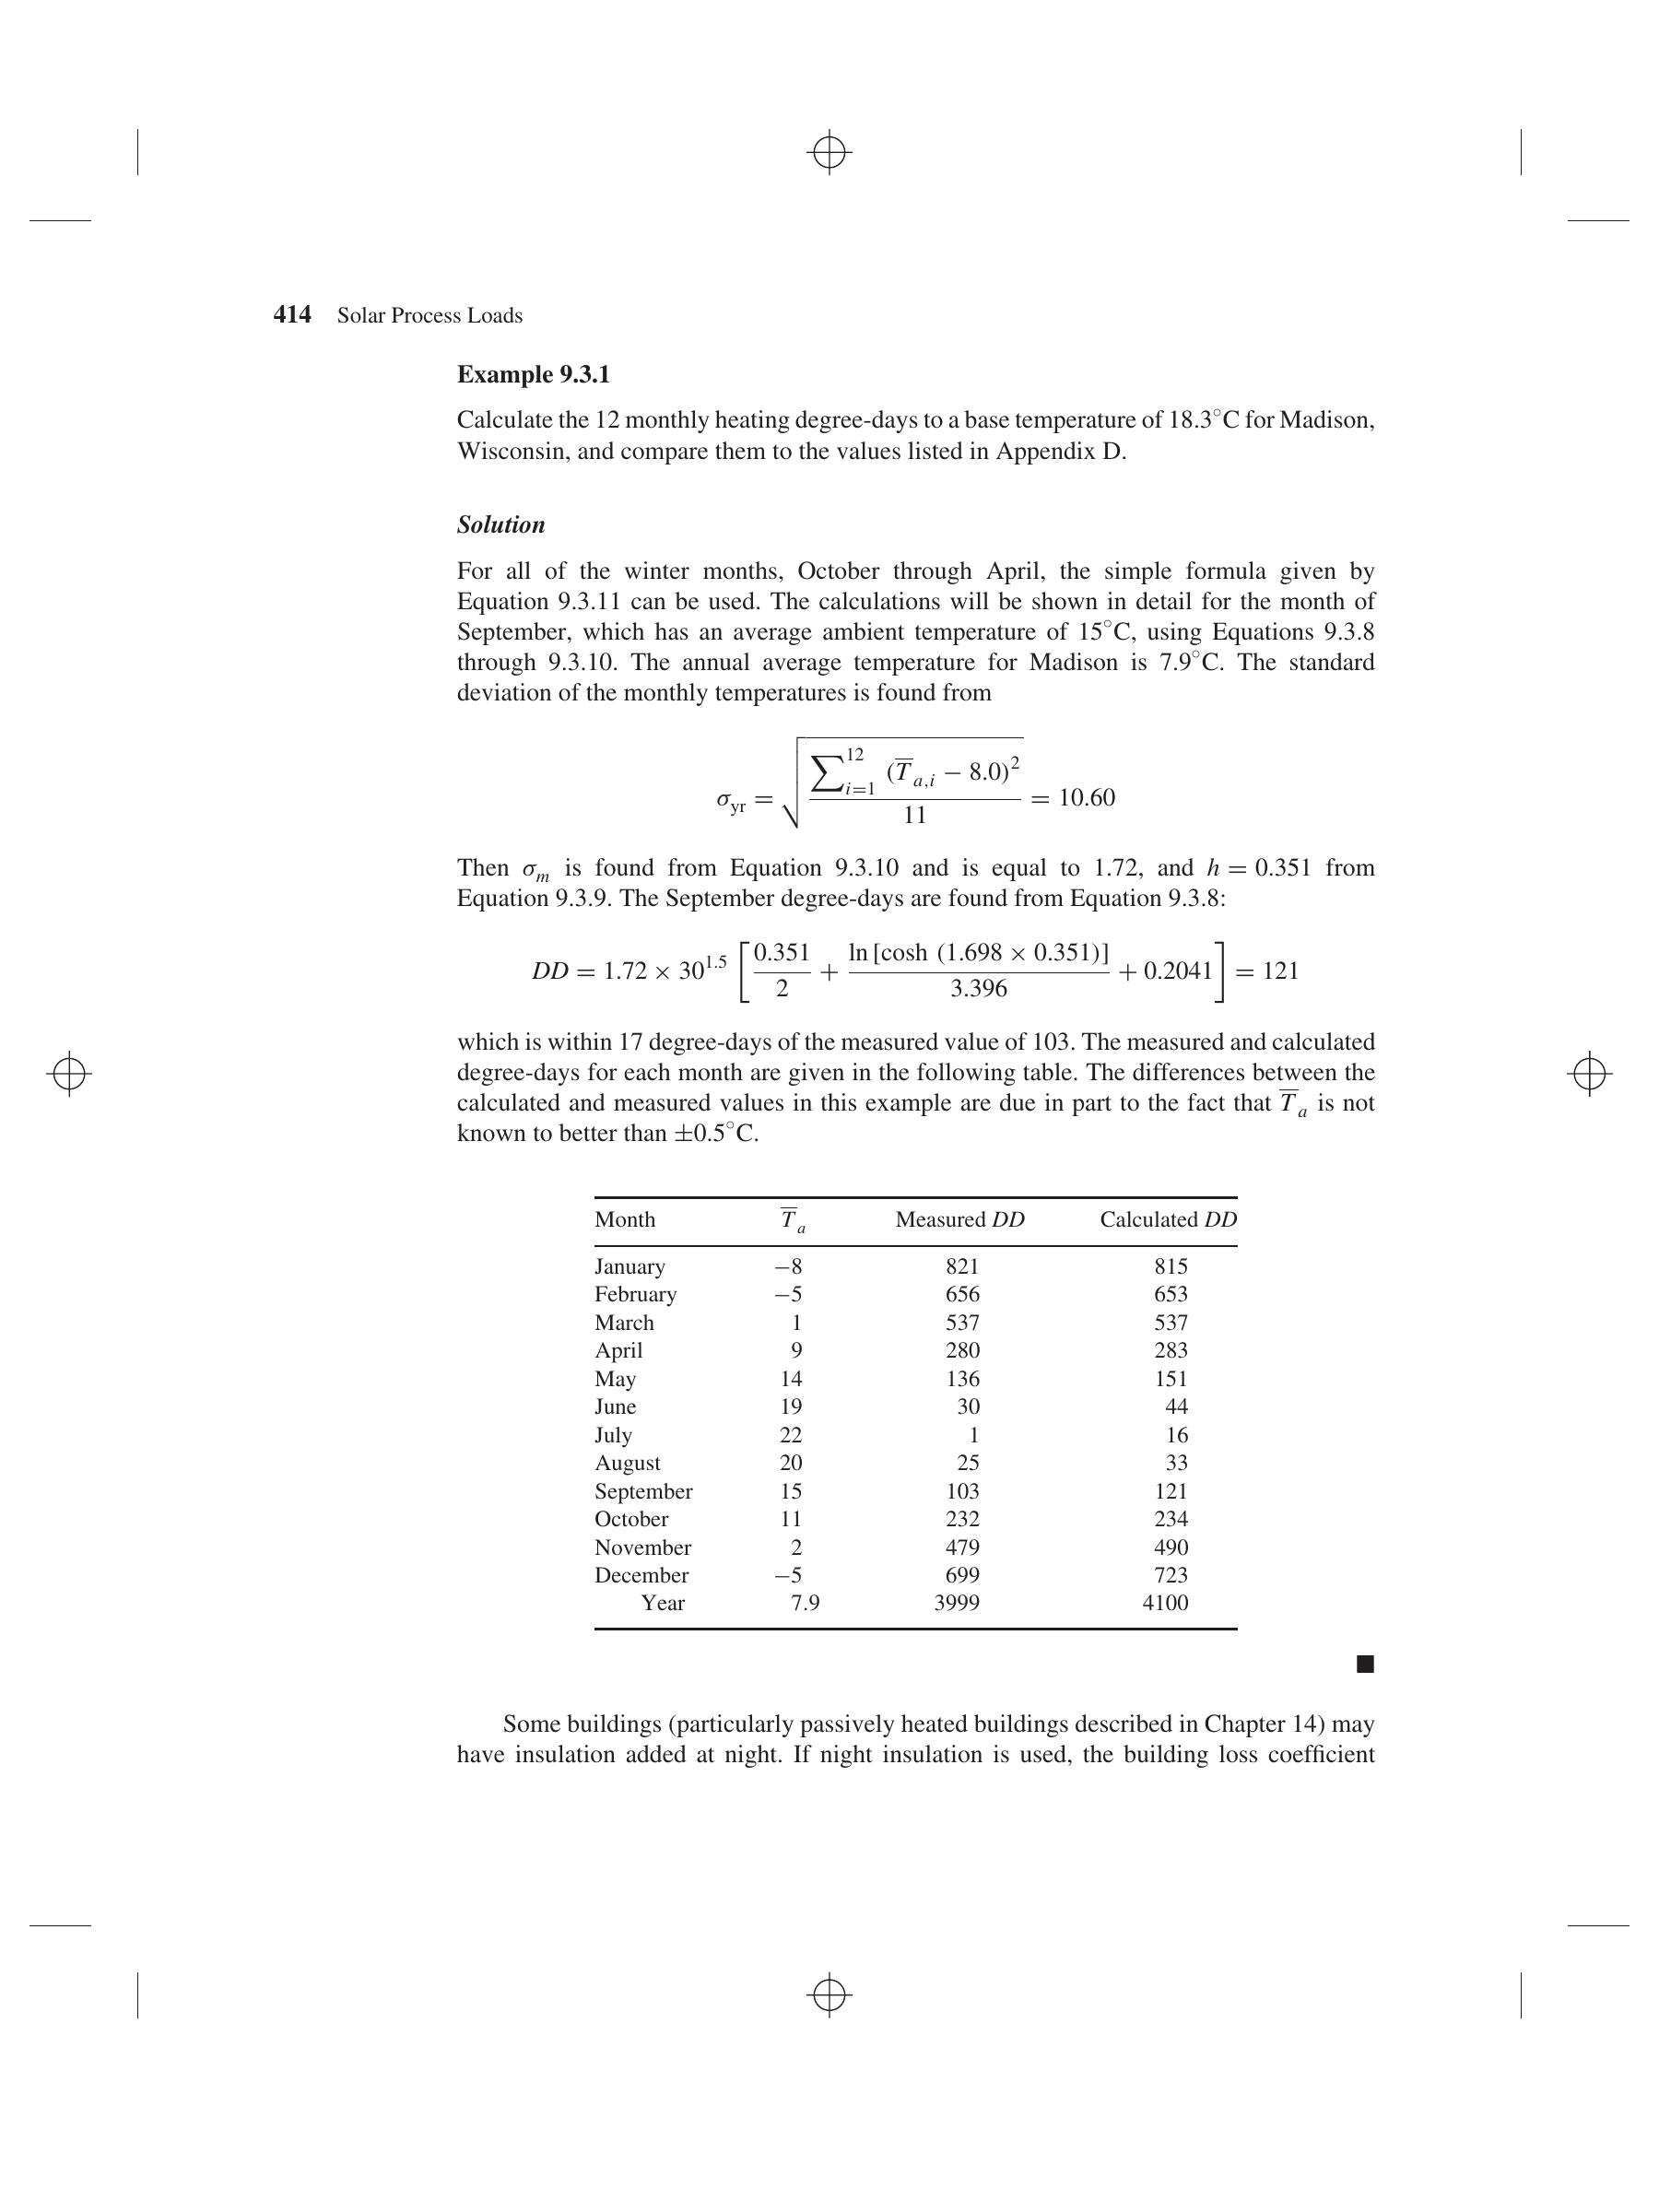 414 Solar Process Loads
Example 9.3.1
Calculate the 12 monthly heating degree-days to a base temperature of 18.3°C for Madison,
Wisconsin, and compare them to the values listed in Appendix D.
Solution
For all of the winter months, October through April, the simple formula given by
Equation 9.3.11 can be used. The calculations will be shown in detail for the month of
September, which has an average ambient temperature of 15°C, using Equations 9.3.8
through 9.3.10. The annual average temperature for Madison is 7.9°C. The standard
deviation of the monthly temperatures is found from
σ_yr = √(∑_{i=1}^{12} (T̅_{a,i} − 8.0)² / 11) = 10.60
Then σ_m is found from Equation 9.3.10 and is equal to 1.72, and h = 0.351 from
Equation 9.3.9. The September degree-days are found from Equation 9.3.8:
DD = 1.72 × 30^{1.5} [0.351/2 + ln [cosh (1.698 × 0.351)]/3.396 + 0.2041] = 121
which is within 17 degree-days of the measured value of 103. The measured and calculated
degree-days for each month are given in the following table. The differences between the
calculated and measured values in this example are due in part to the fact that T̅_a is not
known to better than ±0.5°C.
Month T̅_a Measured DD Calculated DD
January −8 821 815
February −5 656 653
March 1 537 537
April 9 280 283
May 14 136 151
June 19 30 44
July 22 1 16
August 20 25 33
September 15 103 121
October 11 232 234
November 2 479 490
December −5 699 723
Year 7.9 3999 4100
Some buildings (particularly passively heated buildings described in Chapter 14) may
have insulation added at night. If night insulation is used, the building loss coefficient